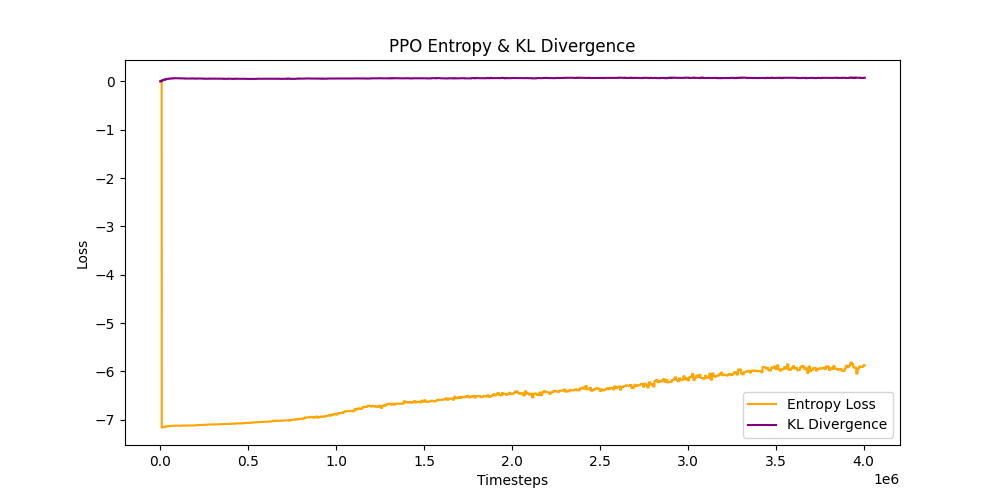 PPO Entropy & KL Divergence
0
−1
−2
−3
−4
−5
−6
−7
Loss
Entropy Loss
KL Divergence
0.0 0.5 1.0 1.5 2.0 2.5 3.0 3.5 4.0
1e6
Timesteps